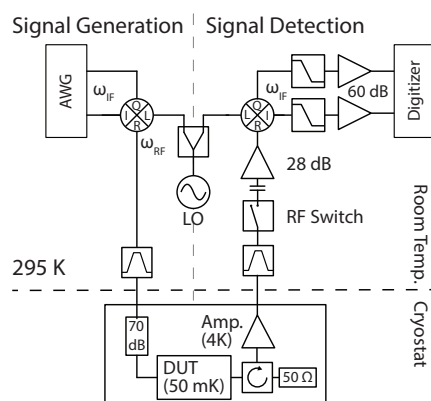 Signal Generation
Signal Detection
AWG
ω_IF
Q
I
L
R
ω_RF
LO
Q
L
I
R
ω_IF
60 dB
Digitizer
28 dB
RF Switch
295 K
Room Temp.
Cryostat
70
dB
Amp.
(4K)
DUT
(50 mK)
50 Ω